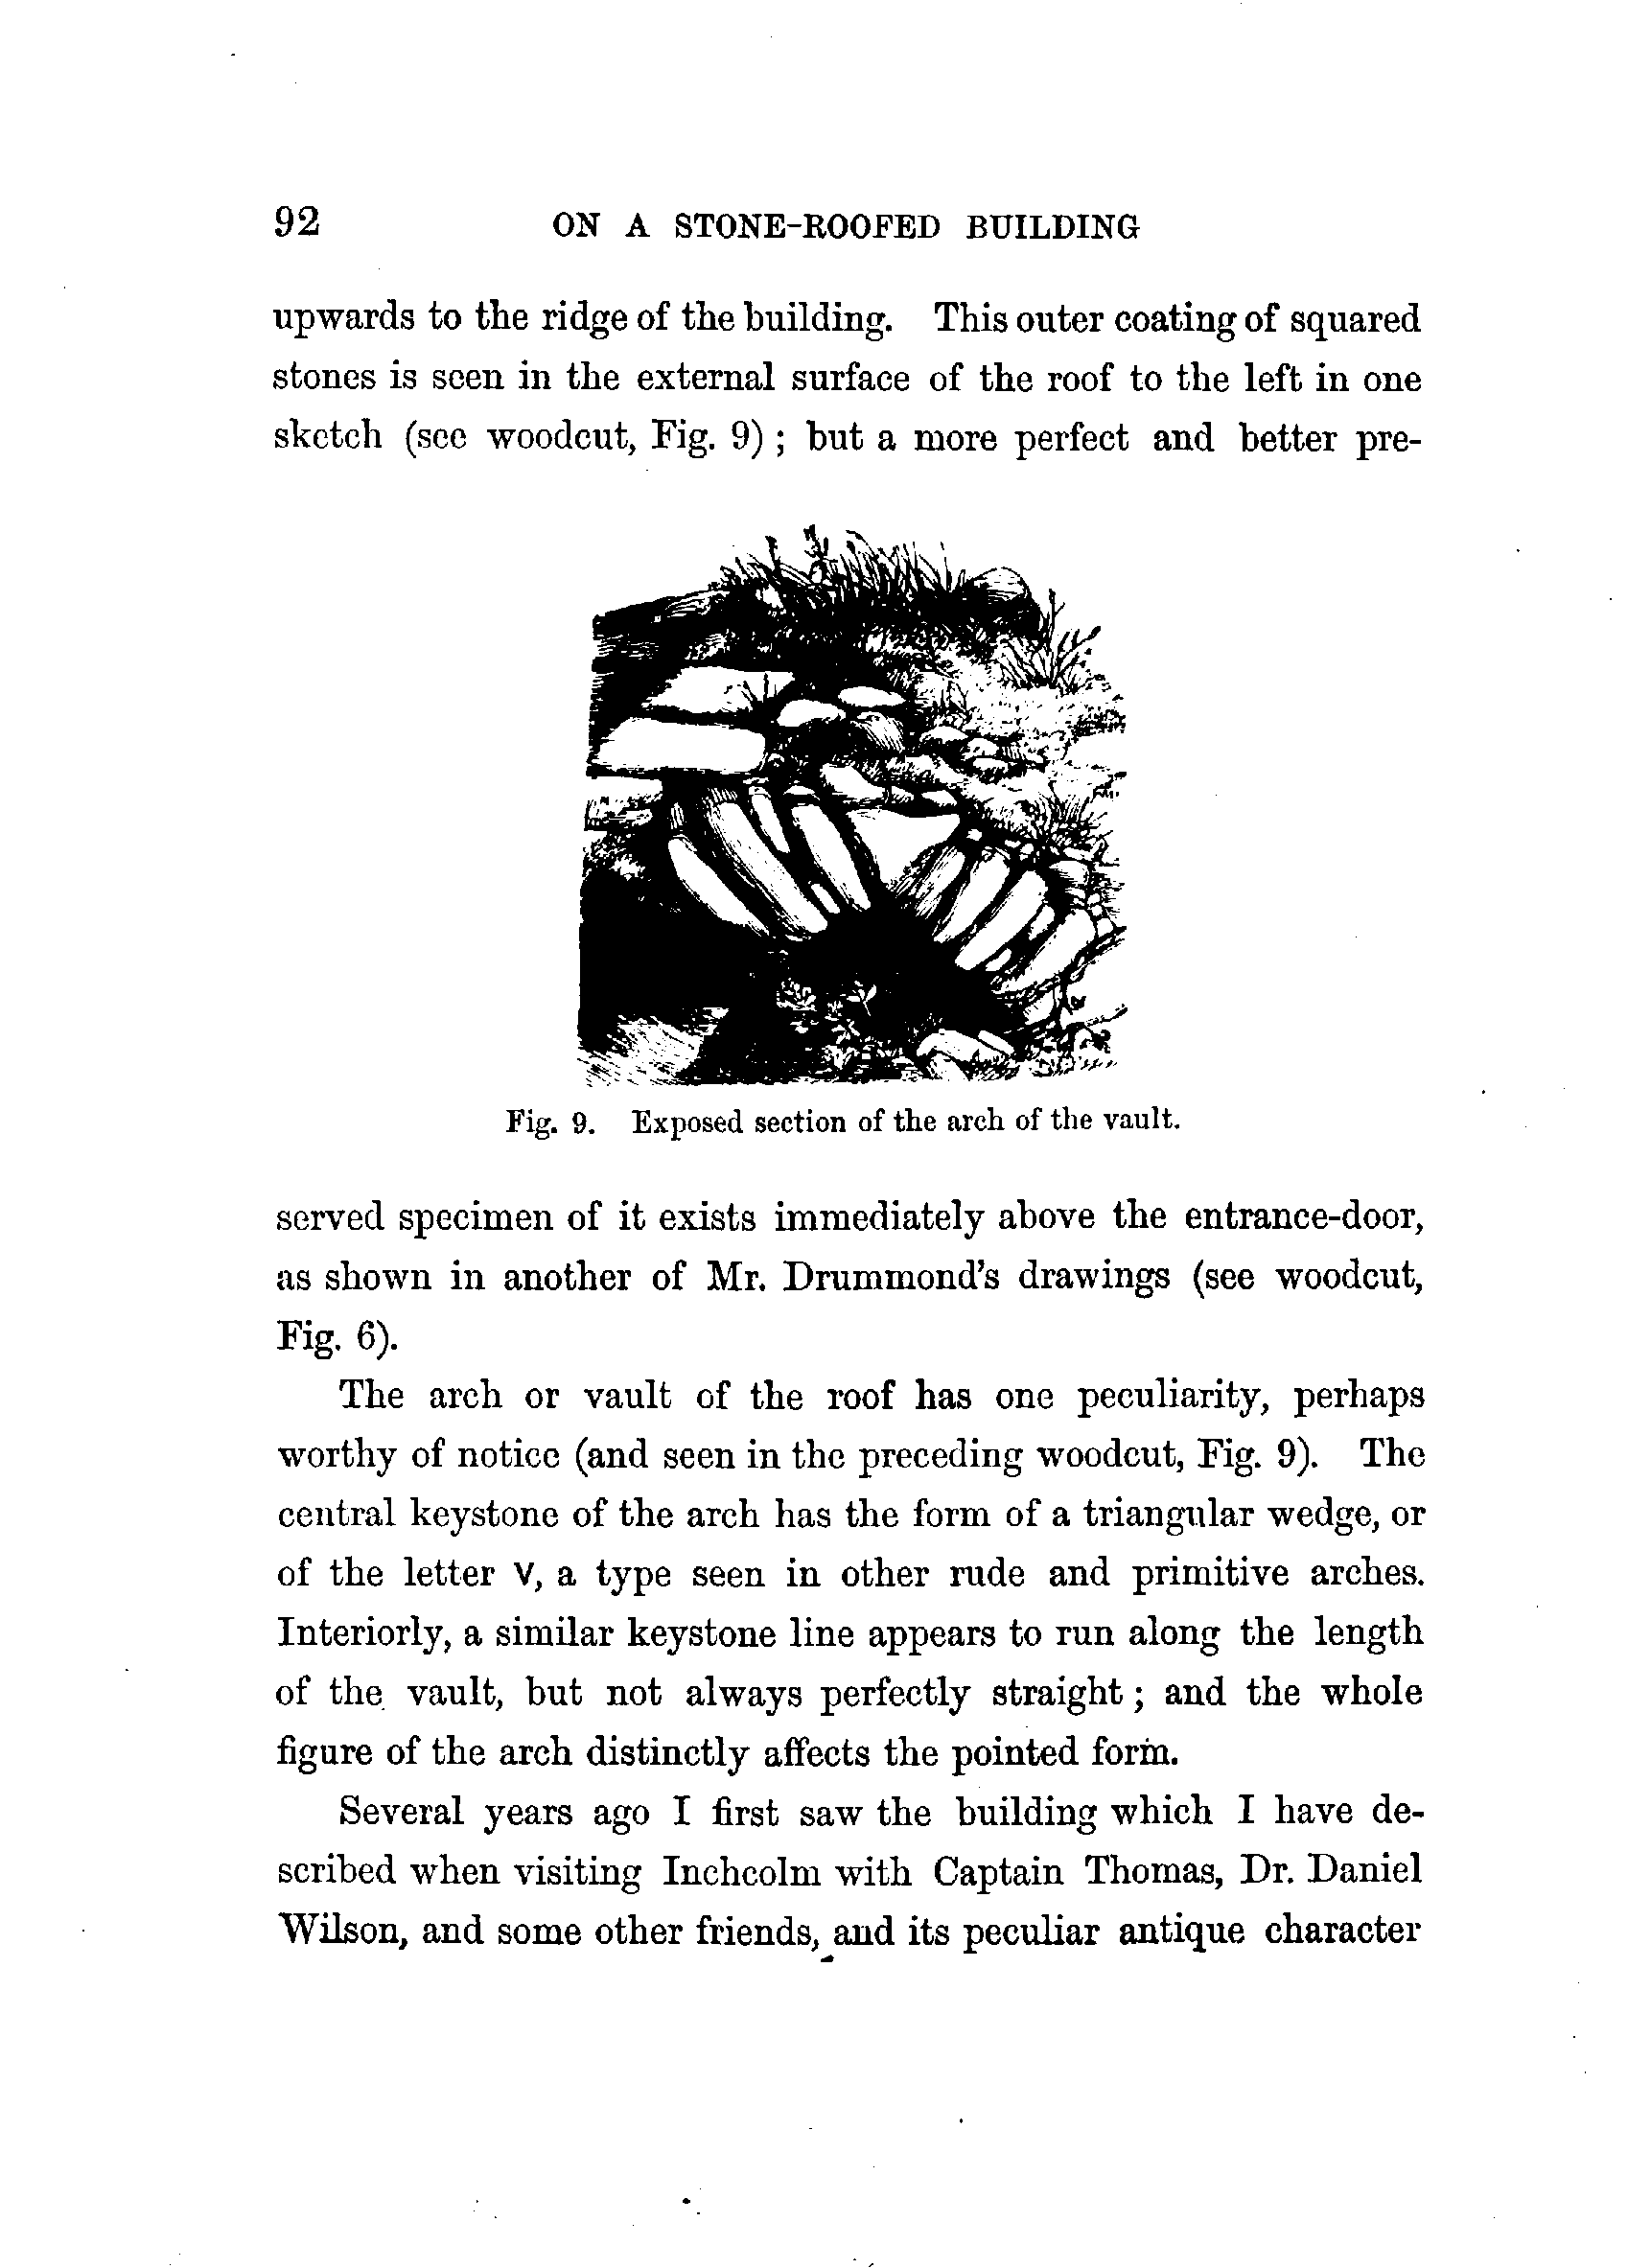 92 ON A STONE-ROOFED BUILDING
upwards to the ridge of the building. This outer coating of squared
stones is seen in the external surface of the roof to the left in one
sketch (see woodcut, Fig. 9) ; but a more perfect and better pre-
Fig. 9. Exposed section of the arch of the vault.
served specimen of it exists immediately above the entrance-door,
as shown in another of Mr. Drummond's drawings (see woodcut,
Fig. 6).
The arch or vault of the roof has one peculiarity, perhaps
worthy of notice (and seen in the preceding woodcut, Fig. 9). The
central keystone of the arch has the form of a triangular wedge, or
of the letter V, a type seen in other rude and primitive arches.
Interiorly, a similar keystone line appears to run along the length
of the vault, but not always perfectly straight ; and the whole
figure of the arch distinctly affects the pointed form.
Several years ago I first saw the building which I have de-
scribed when visiting Inchcolm with Captain Thomas, Dr. Daniel
Wilson, and some other friends, and its peculiar antique character